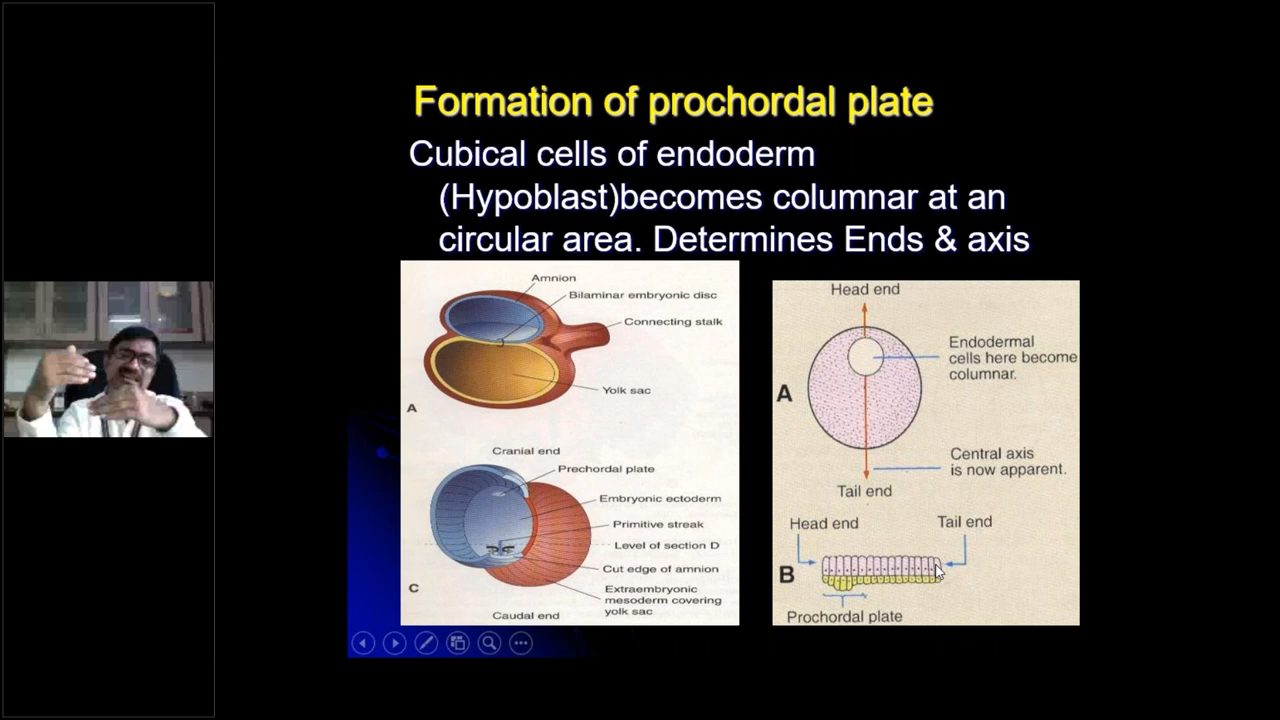 Formation of prochordal plate
Cubical cells of endoderm
(Hypoblast)becomes columnar at an
circular area. Determines Ends & axis
Amnion
Bilaminar embryonic disc
Connecting stalk
Yolk sac
A
Cranial end
Prechordal plate
Embryonic ectoderm
Primitive streak
Level of section D
Cut edge of amnion
C
Extraembryonic
mesoderm covering
yolk sac
Caudal end
Head end
Endodermal
cells here become
columnar.
A
Central axis
is now apparent.
Tail end
Head end
Tail end
B
Prochordal plate